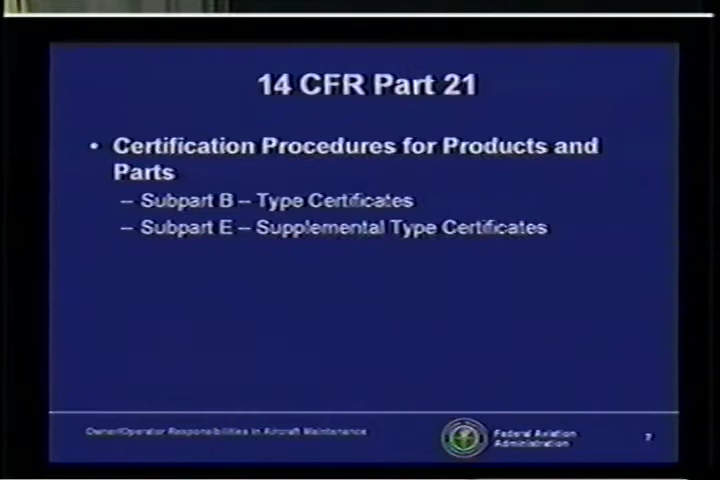 14 CFR Part 21
• Certification Procedures for Products and
Parts
– Subpart B – Type Certificates
– Subpart E – Supplemental Type Certificates
Owner/Operator Responsibilities in Aircraft Maintenance
Federal Aviation
Administration
7